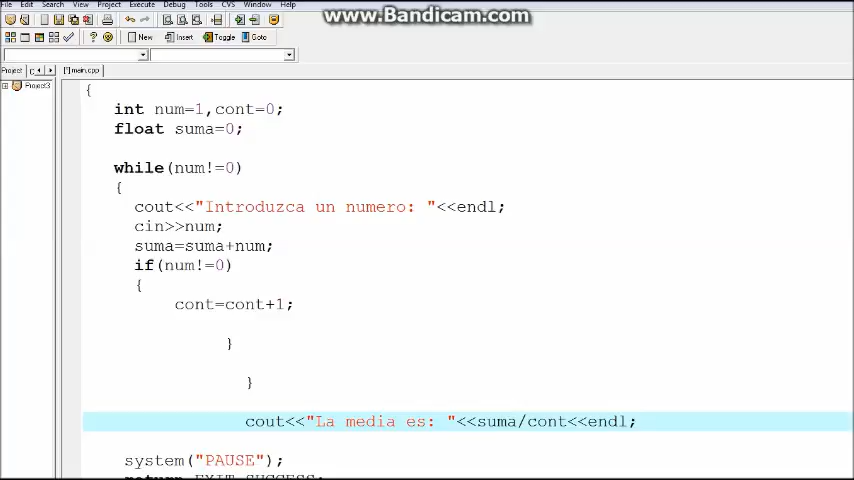 www.Bandicam.com
File Edit Search View Project Execute Debug Tools CVS Window Help
New Insert Toggle Goto
Project C [*] main.cpp
Project3
{
int num=1,cont=0;
float suma=0;
while(num!=0)
{
cout<<"Introduzca un numero: "<<endl;
cin>>num;
suma=suma+num;
if(num!=0)
{
cont=cont+1;
}
}
cout<<"La media es: "<<suma/cont<<endl;
system("PAUSE");
return EXIT_SUCCESS;